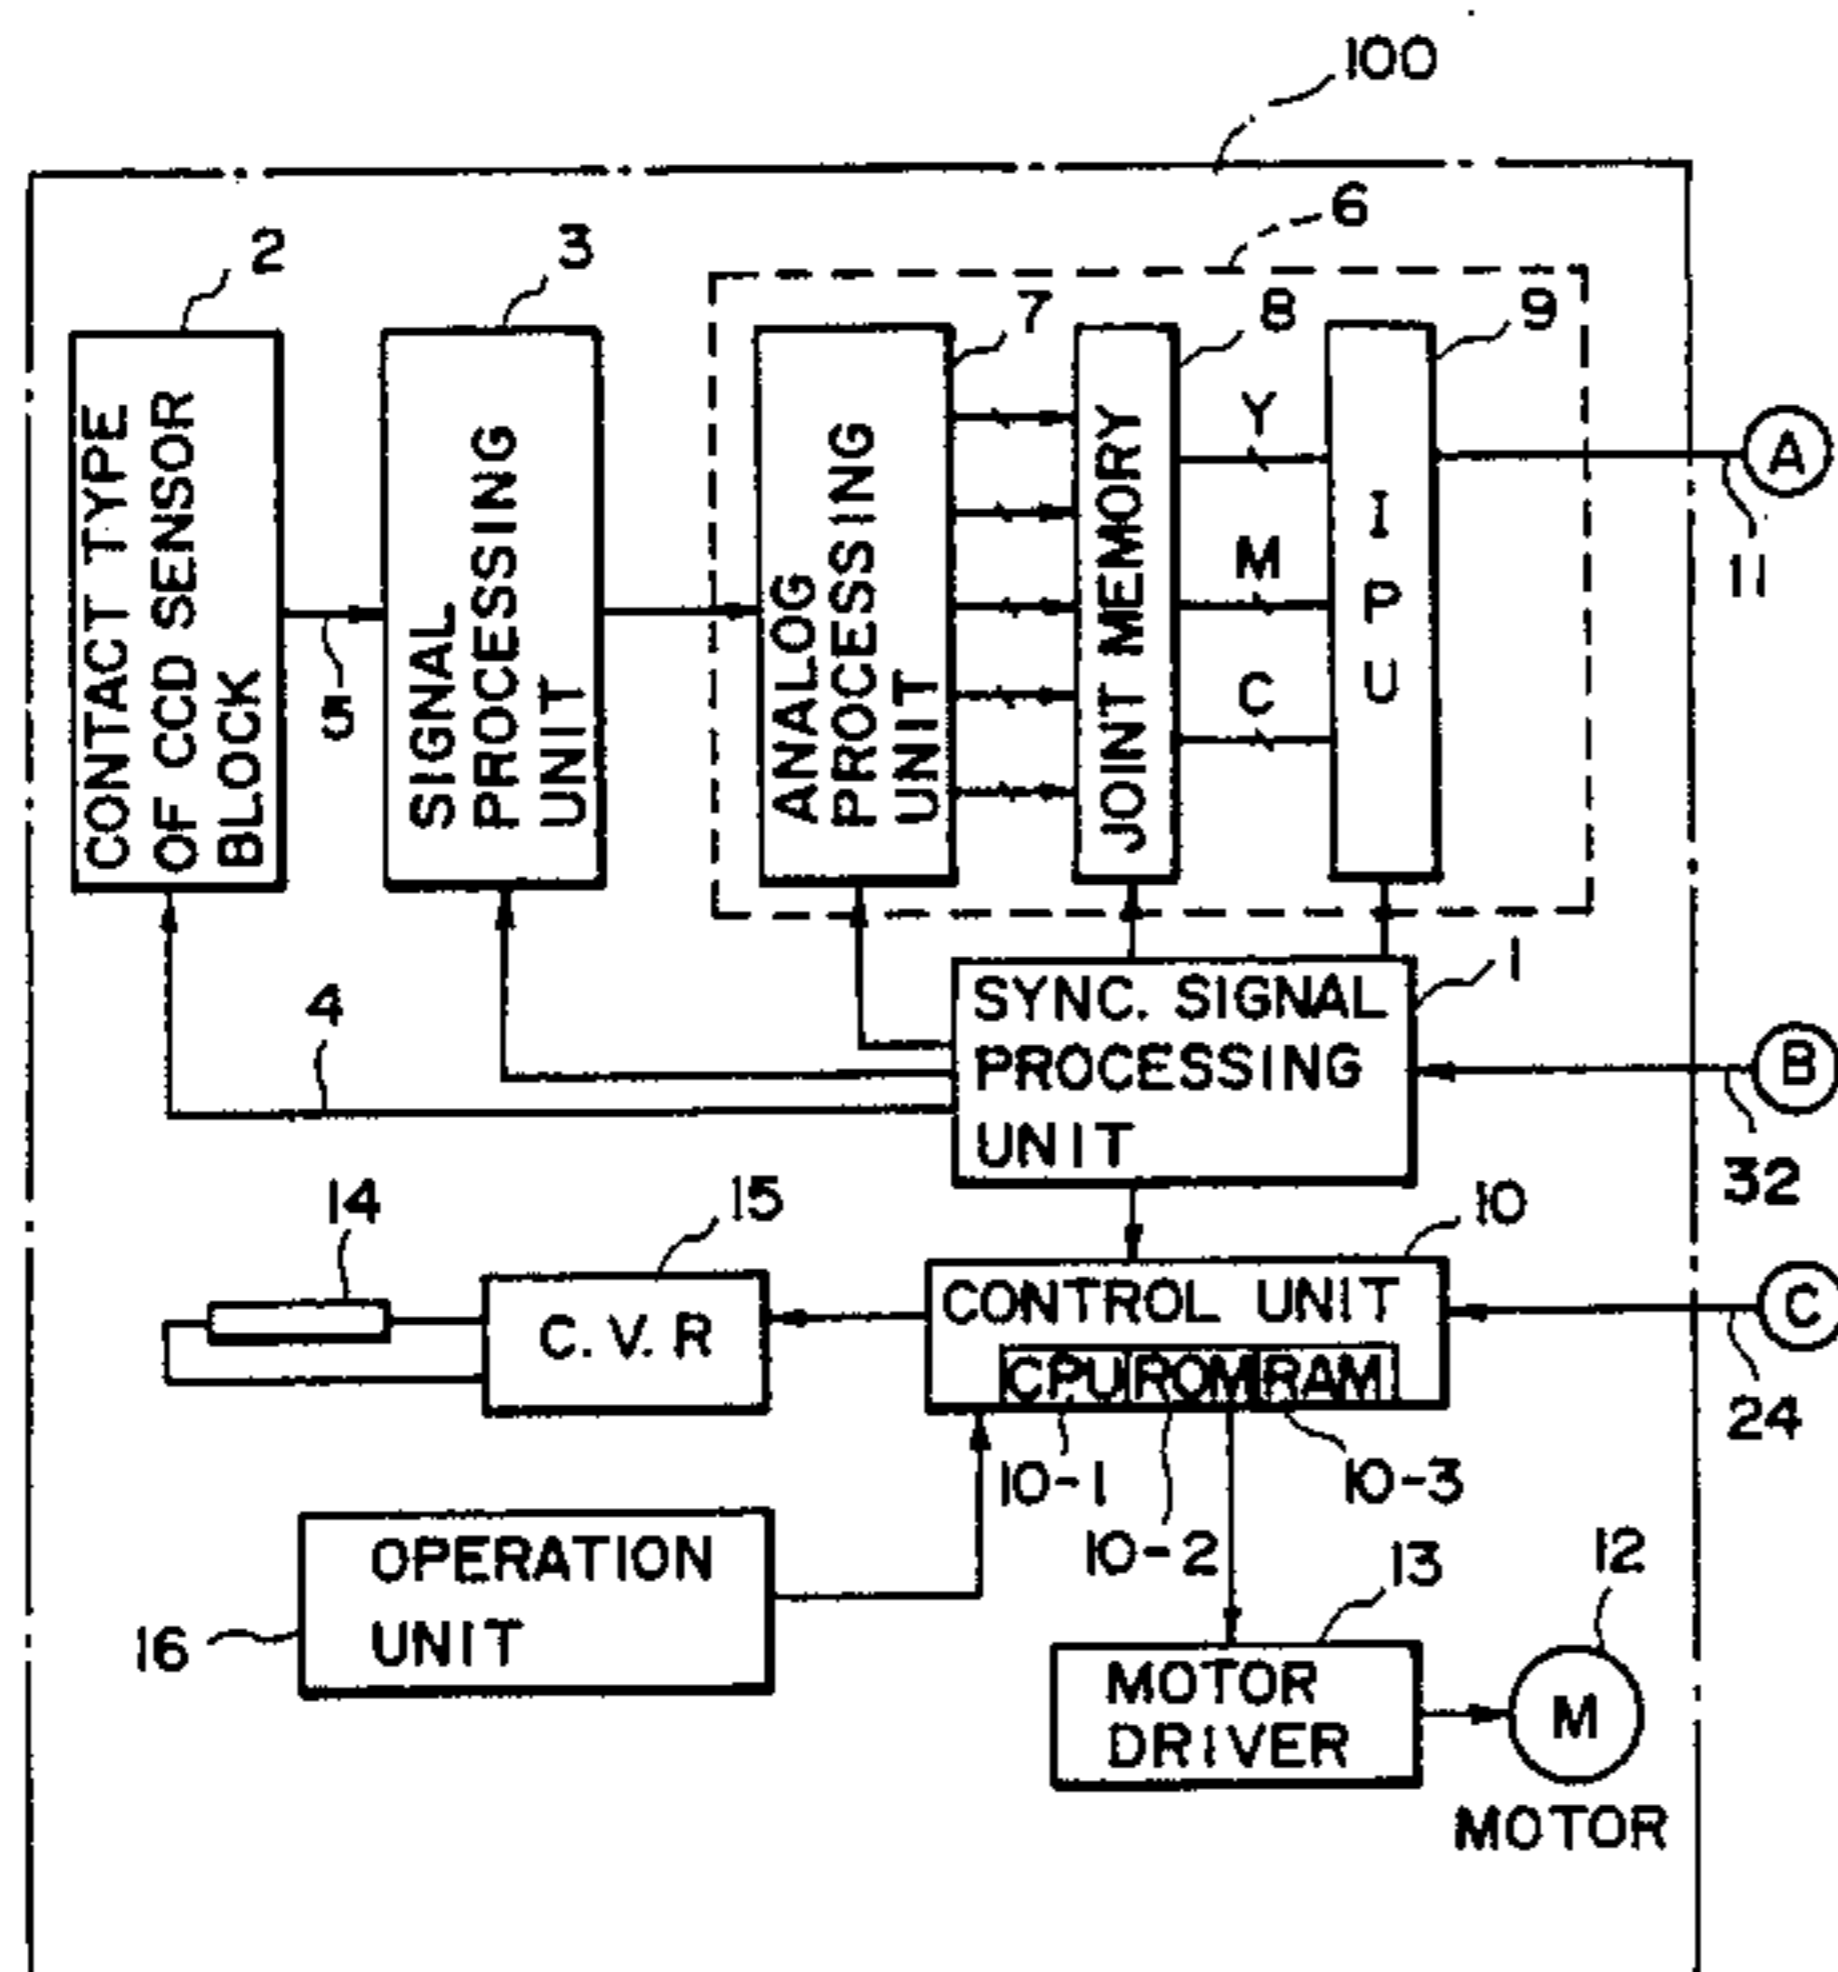 100
6
2
3
7
8
9
CONTACT TYPE
OF CCD SENSOR
BLOCK
SIGNAL
PROCESSING
UNIT
ANALOG
PROCESSING
UNIT
JOINT MEMORY
Y
M
C
I
P
U
A
11
5
1
4
SYNC. SIGNAL
PROCESSING
UNIT
B
32
14
15
10
C.V.R
CONTROL UNIT
CPU ROM RAM
C
24
10-1
10-2
10-3
OPERATION
UNIT
16
13
12
MOTOR
DRIVER
M
MOTOR